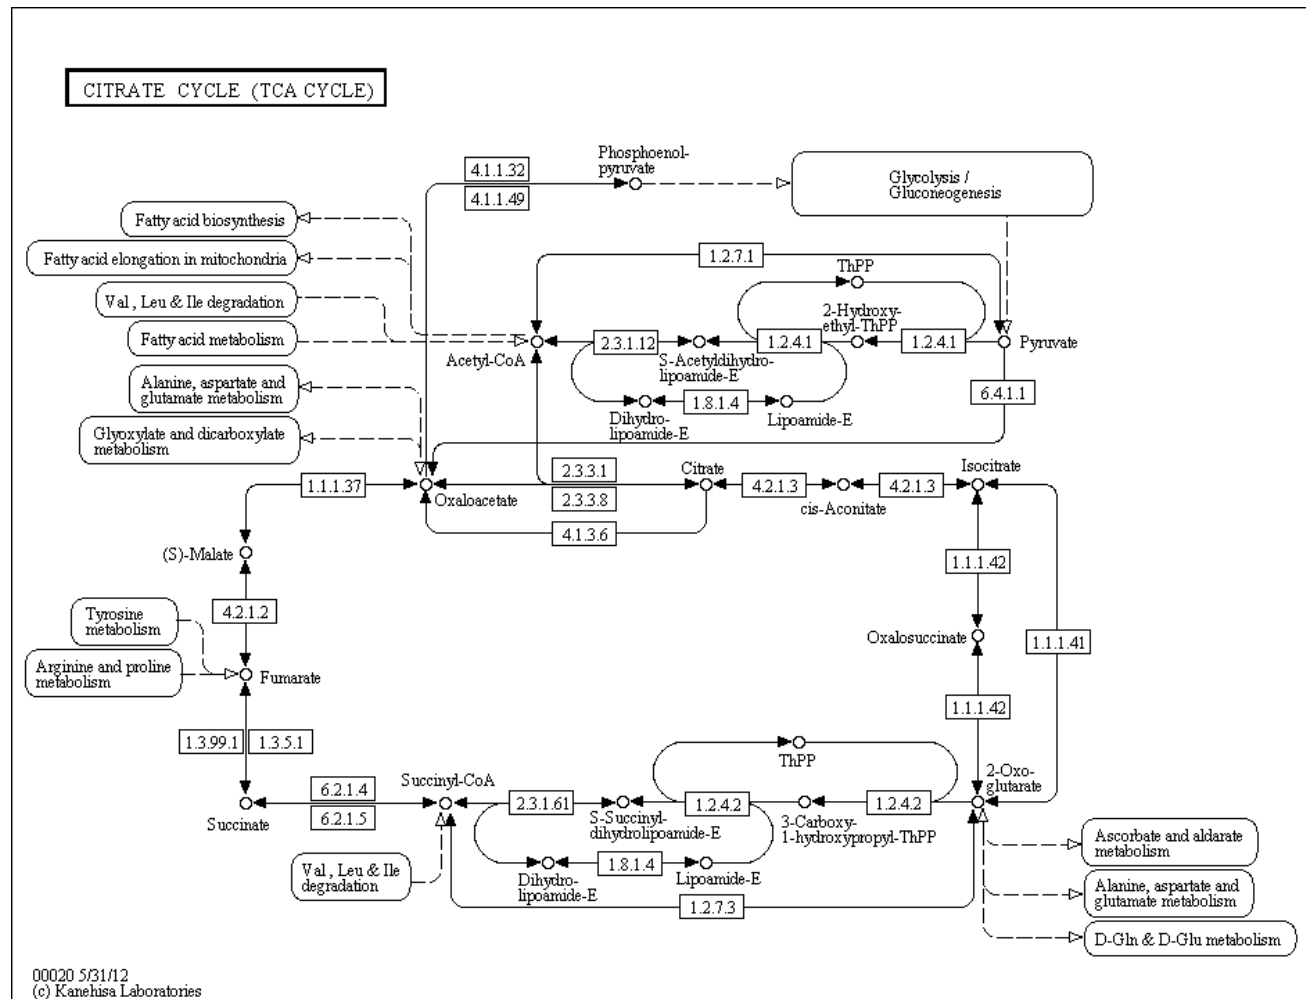 CITRATE CYCLE (TCA CYCLE)
Phosphoenol-
pyruvate
4.1.1.32
4.1.1.49
Glycolysis /
Gluconeogenesis
Fatty acid biosynthesis
Fatty acid elongation in mitochondria
Val , Leu & Ile degradation
Fatty acid metabolism
1.2.7.1
ThPP
2-Hydroxy-
ethyl-ThPP
Acetyl-CoA
2.3.1.12
S-Acetyldihydro-
lipoamide-E
1.2.4.1
1.2.4.1
Pyruvate
Alanine, aspartate and
glutamate metabolism
Dihydro-
lipoamide-E
1.8.1.4
Lipoamide-E
6.4.1.1
Glyoxylate and dicarboxylate
metabolism
1.1.1.37
Oxaloacetate
2.3.3.1
2.3.3.8
Citrate
4.2.1.3
cis-Aconitate
4.2.1.3
Isocitrate
4.1.3.6
(S)-Malate
1.1.1.42
4.2.1.2
Tyrosine
metabolism
Oxalosuccinate
1.1.1.41
Arginine and proline
metabolism
Fumarate
1.1.1.42
1.3.99.1
1.3.5.1
ThPP
Succinyl-CoA
2-Oxo-
glutarate
Succinate
6.2.1.4
6.2.1.5
2.3.1.61
S-Succinyl-
dihydrolipoamide-E
1.2.4.2
3-Carboxy-
1-hydroxypropyl-ThPP
1.2.4.2
Val , Leu & Ile
degradation
Dihydro-
lipoamide-E
1.8.1.4
Lipoamide-E
1.2.7.3
Ascorbate and aldarate
metabolism
Alanine, aspartate and
glutamate metabolism
D-Gln & D-Glu metabolism
00020 5/31/12
(c) Kanehisa Laboratories